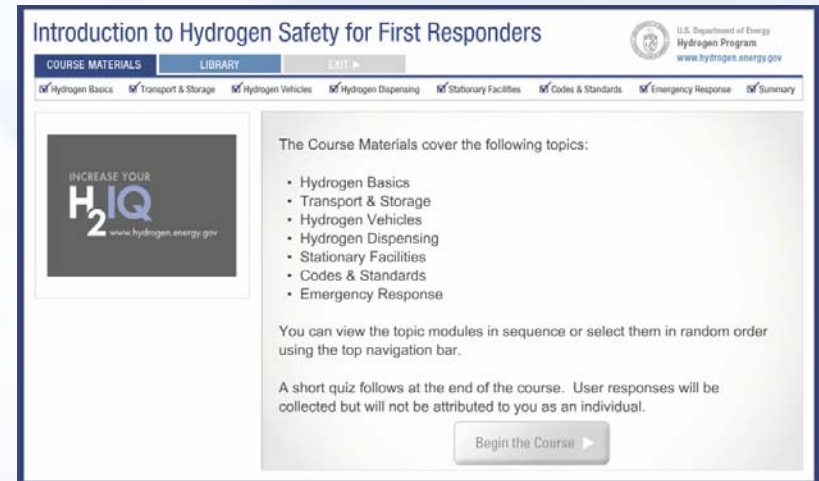 Introduction to Hydrogen Safety for First Responders
U.S. Department of Energy
Hydrogen Program
www.hydrogen.energy.gov
COURSE MATERIALS
LIBRARY
EXIT ►
Hydrogen Basics
Transport & Storage
Hydrogen Vehicles
Hydrogen Dispensing
Stationary Facilities
Codes & Standards
Emergency Response
Summary
INCREASE YOUR
H2IQ
www.hydrogen.energy.gov
The Course Materials cover the following topics:
• Hydrogen Basics
• Transport & Storage
• Hydrogen Vehicles
• Hydrogen Dispensing
• Stationary Facilities
• Codes & Standards
• Emergency Response
You can view the topic modules in sequence or select them in random order
using the top navigation bar.
A short quiz follows at the end of the course. User responses will be
collected but will not be attributed to you as an individual.
Begin the Course ►